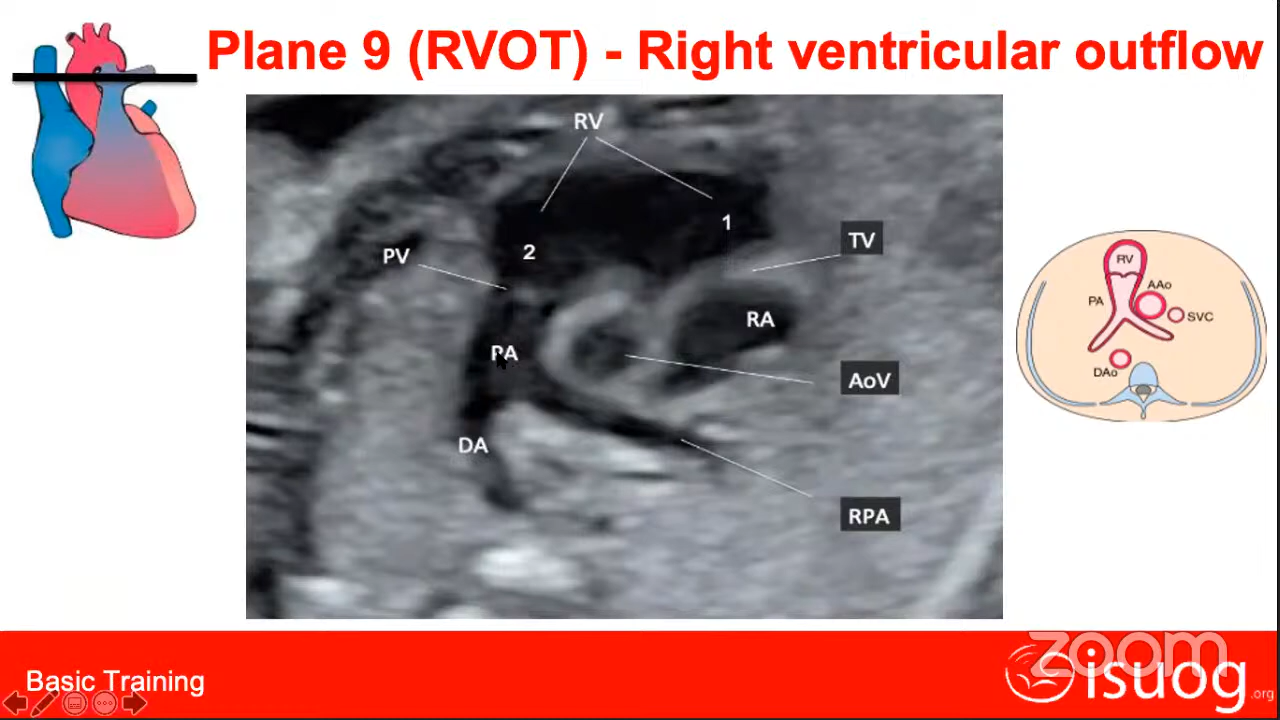 Plane 9 (RVOT) - Right ventricular outflow
RV
1
2
PV
TV
RA
PA
AoV
DA
RPA
RV
AAo
PA
SVC
DAo
Basic Training
zoom
isuog.org